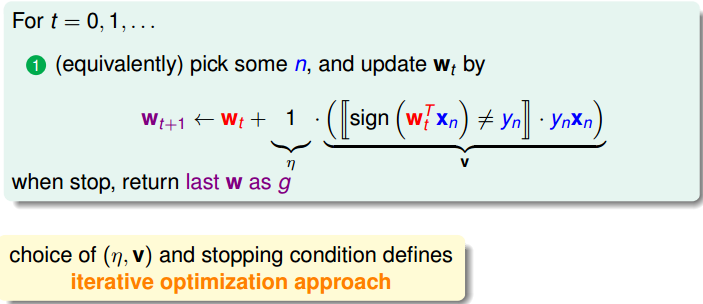 For t = 0, 1, . . .
1 (equivalently) pick some n, and update w_t by
w_{t+1} ← w_t + 1 · ( ⟦ sign ( w_t^T x_n ) ≠ y_n ⟧ · y_n x_n )
η v
when stop, return last w as g
choice of (η, v) and stopping condition defines
iterative optimization approach